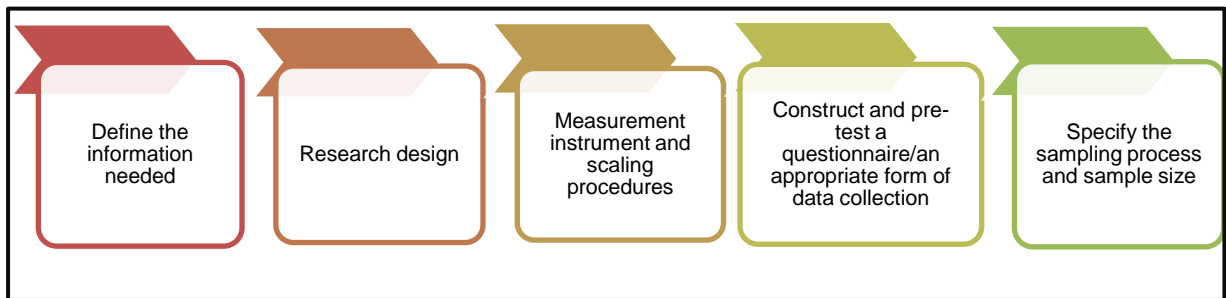 Define the
information
needed
Research design
Measurement
instrument and
scaling
procedures
Construct and pre-
test a
questionnaire/an
appropriate form of
data collection
Specify the
sampling process
and sample size